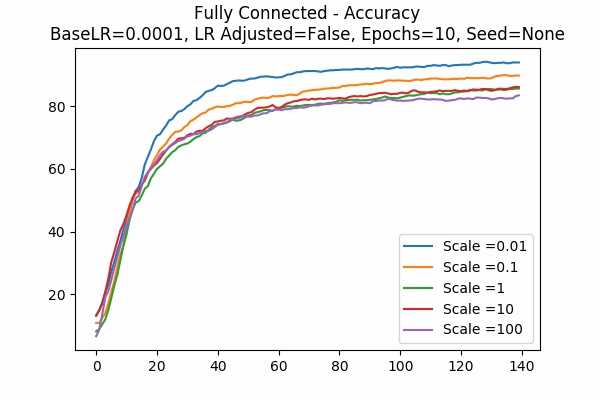 Fully Connected - Accuracy
BaseLR=0.0001, LR Adjusted=False, Epochs=10, Seed=None
80
60
40
20
0 20 40 60 80 100 120 140
Scale =0.01
Scale =0.1
Scale =1
Scale =10
Scale =100